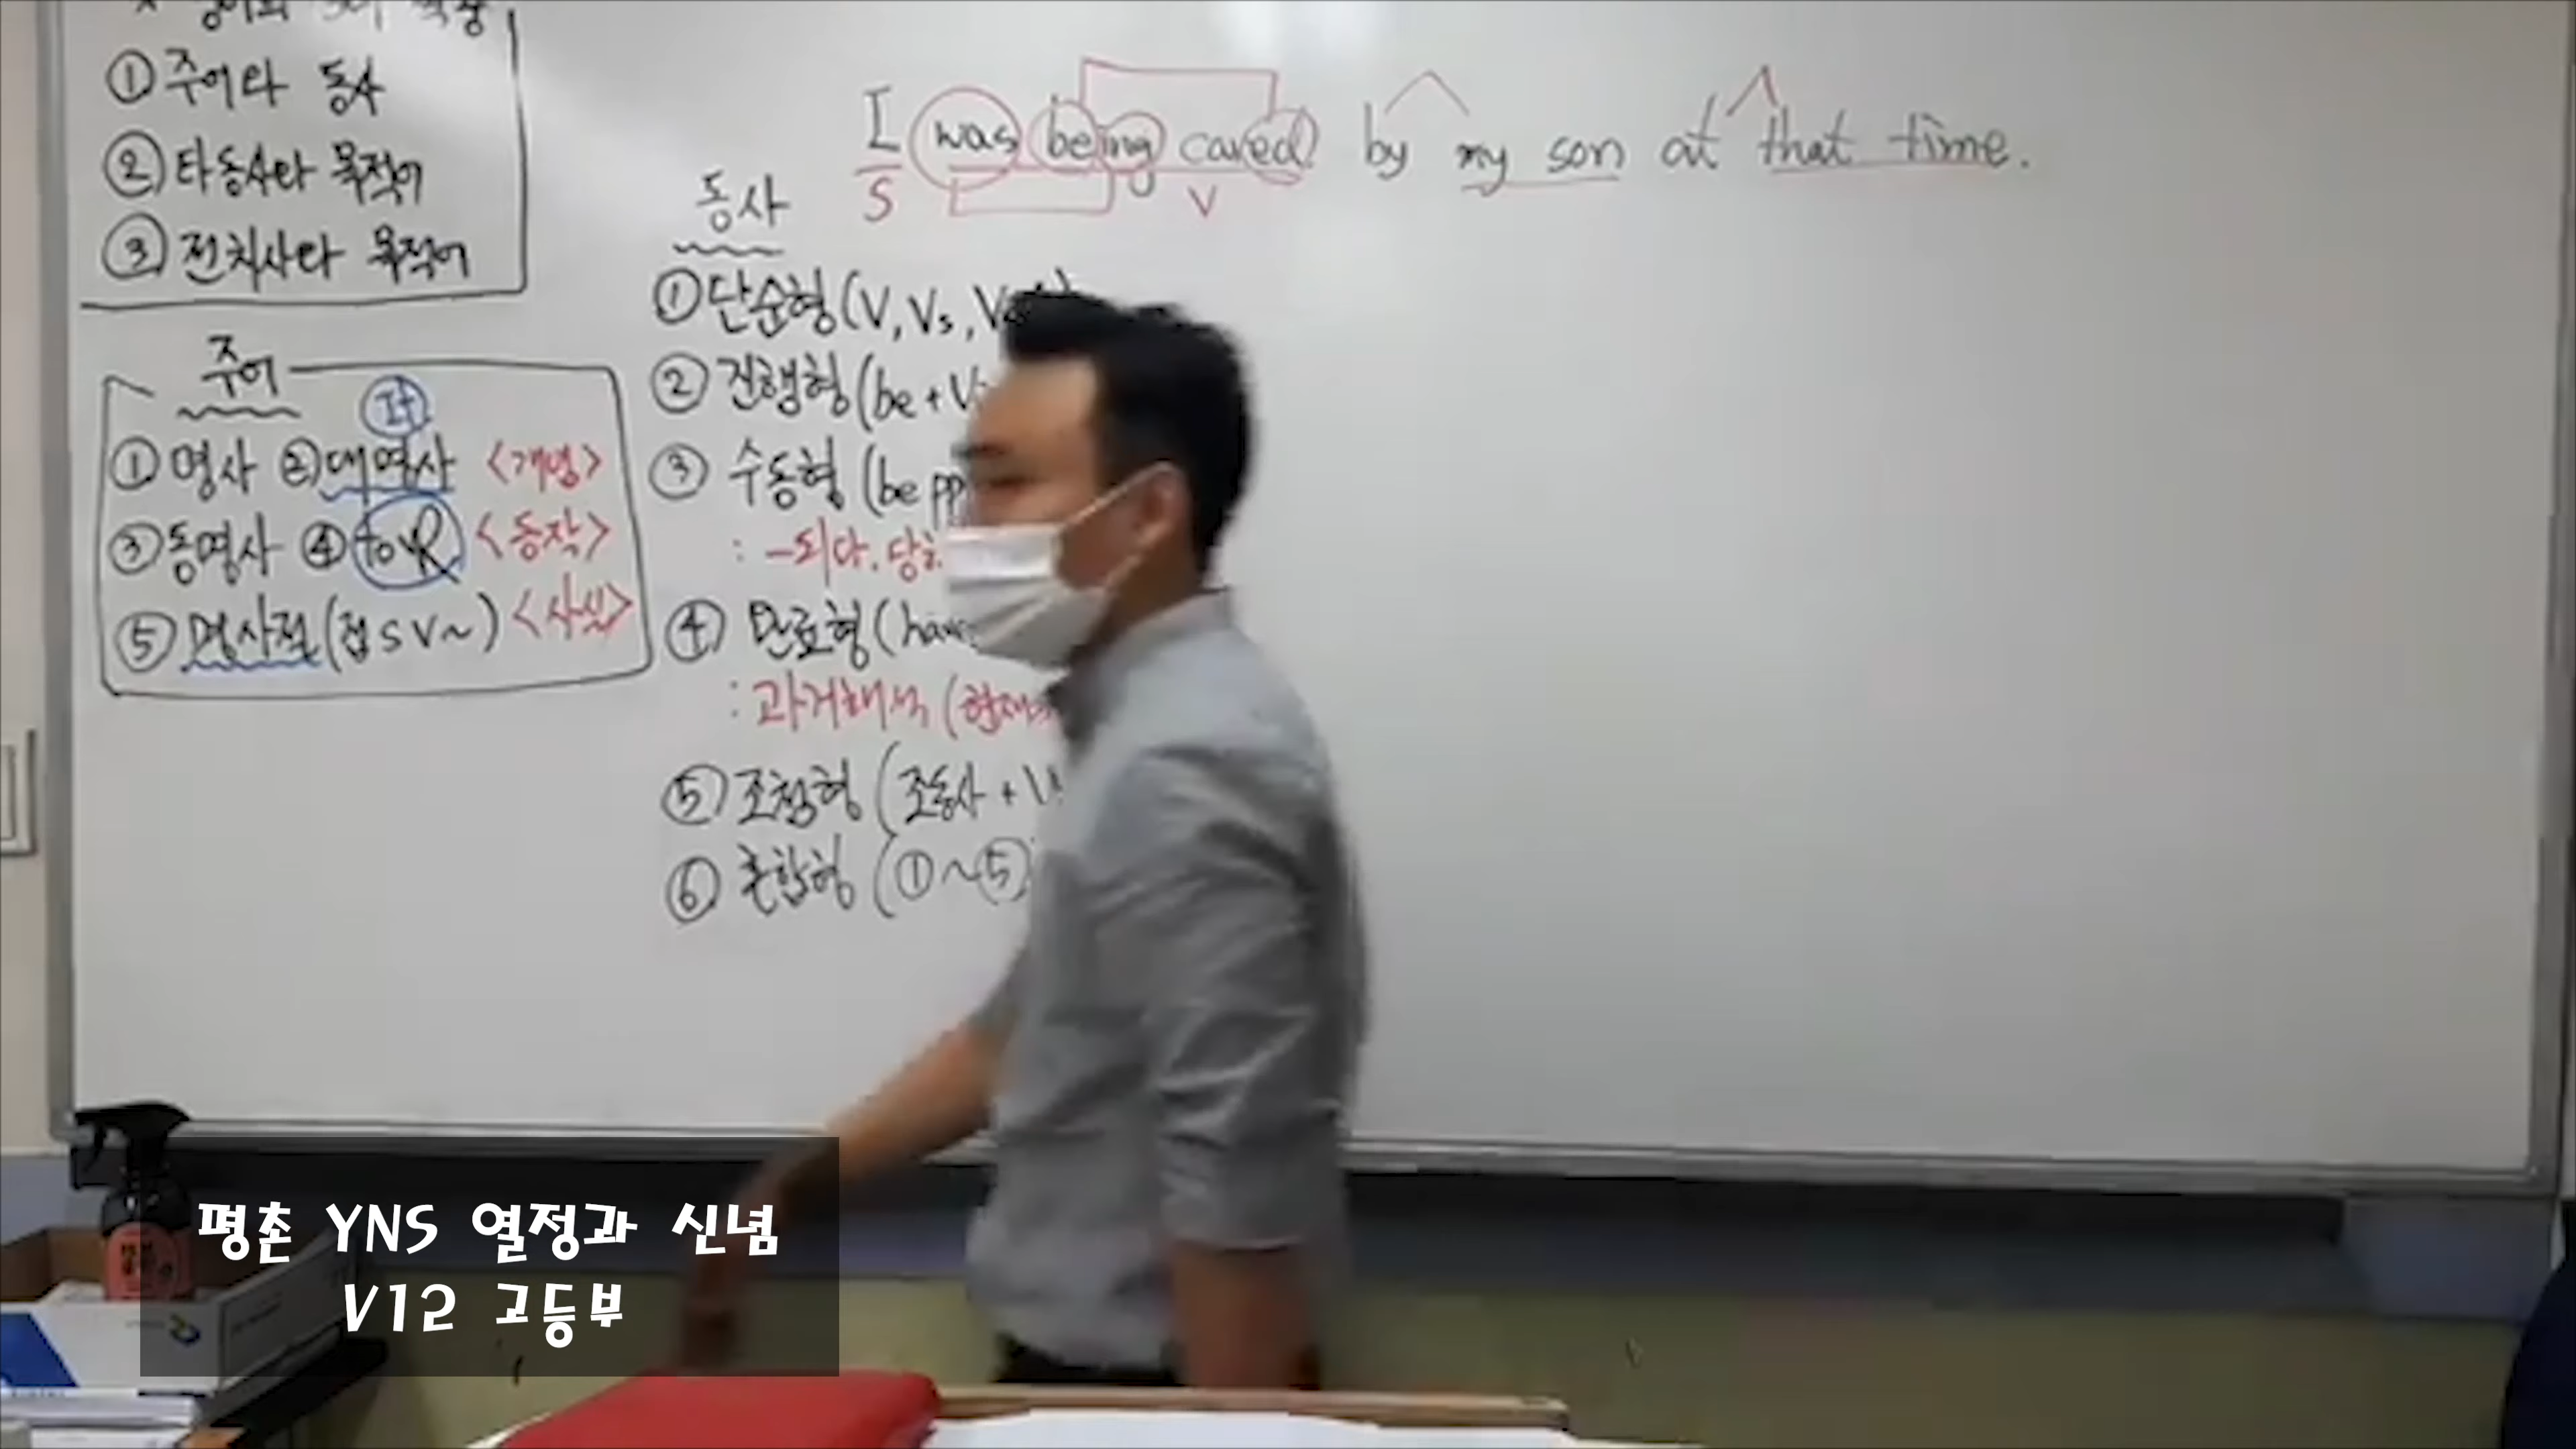 ① 주어와 동사
② 타동사와 목적어
③ 전치사와 목적어
주어
It
① 명사 ② 대명사 <개명>
③ 동명사 ④ to VR <동작>
⑤ 명사절 (접 S V ~) <사실>
I was being cared by my son at that time.
S V
동사
① 단순형 (V, Vs,
② 진행형 (be +
③ 수동형 (be pp
: -되다. 당하
④ 완료형 (have
: 과거해석
⑤ 조첨형 (조동사 +
⑥ 혼합형 (①~⑤)
평촌 YNS 열정과 신념
V12 고등부